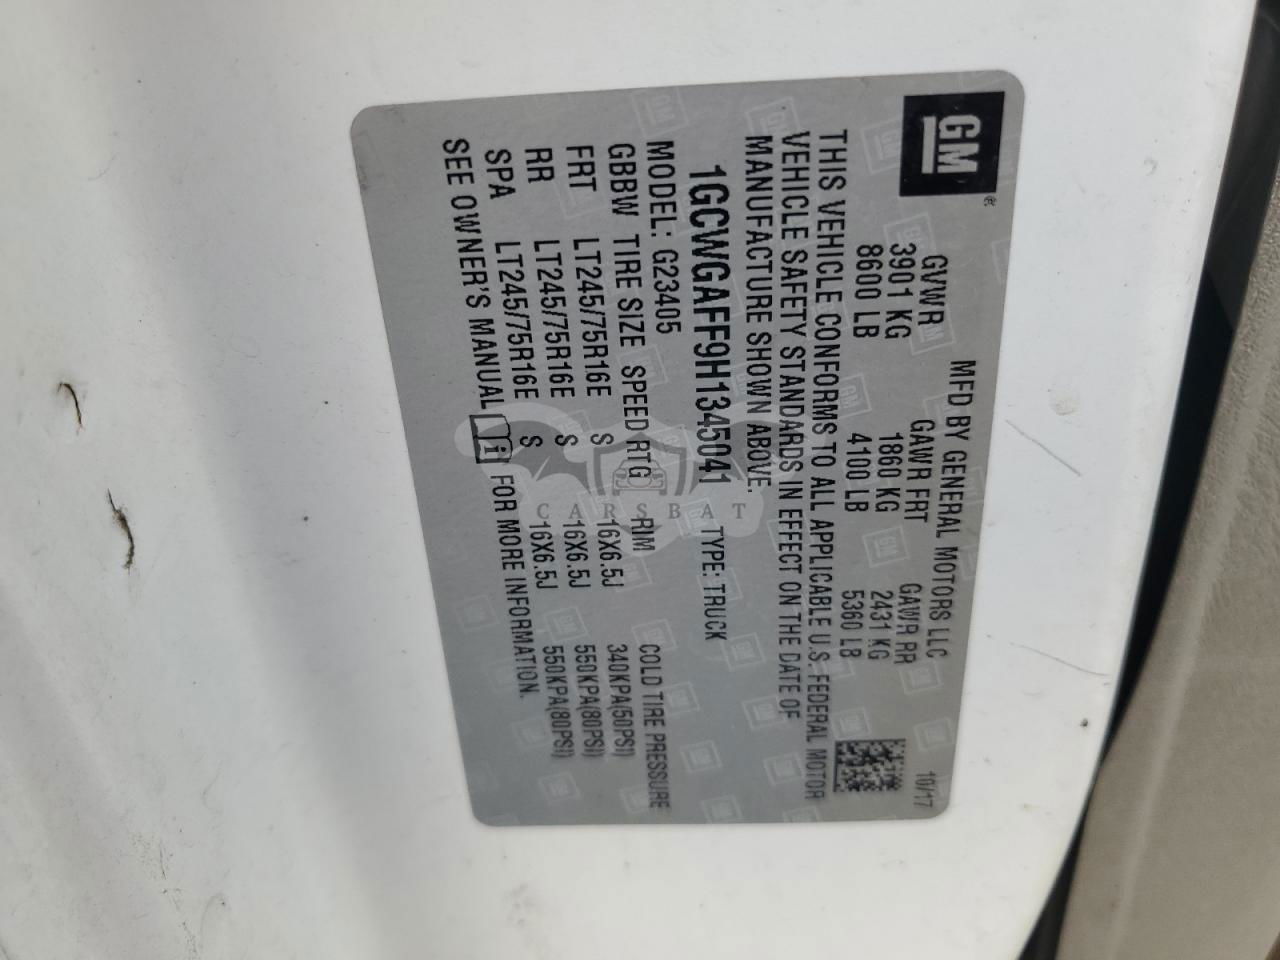 GM
®
MFD BY GENERAL MOTORS LLC 10/17
GVWR GAWR FRT GAWR RR
3901 KG 1860 KG 2431 KG
8600 LB 4100 LB 5360 LB
THIS VEHICLE CONFORMS TO ALL APPLICABLE U.S. FEDERAL MOTOR
VEHICLE SAFETY STANDARDS IN EFFECT ON THE DATE OF
MANUFACTURE SHOWN ABOVE.
1GCWGAFF9H1345041 TYPE: TRUCK
MODEL: G23405
GBBW TIRE SIZE SPEED RTG RIM COLD TIRE PRESSURE
FRT LT245/75R16E S 16X6.5J 340KPA(50PSI)
RR LT245/75R16E S 16X6.5J 550KPA(80PSI)
SPA LT245/75R16E S 16X6.5J 550KPA(80PSI)
SEE OWNER'S MANUAL FOR MORE INFORMATION.
CARSBAT